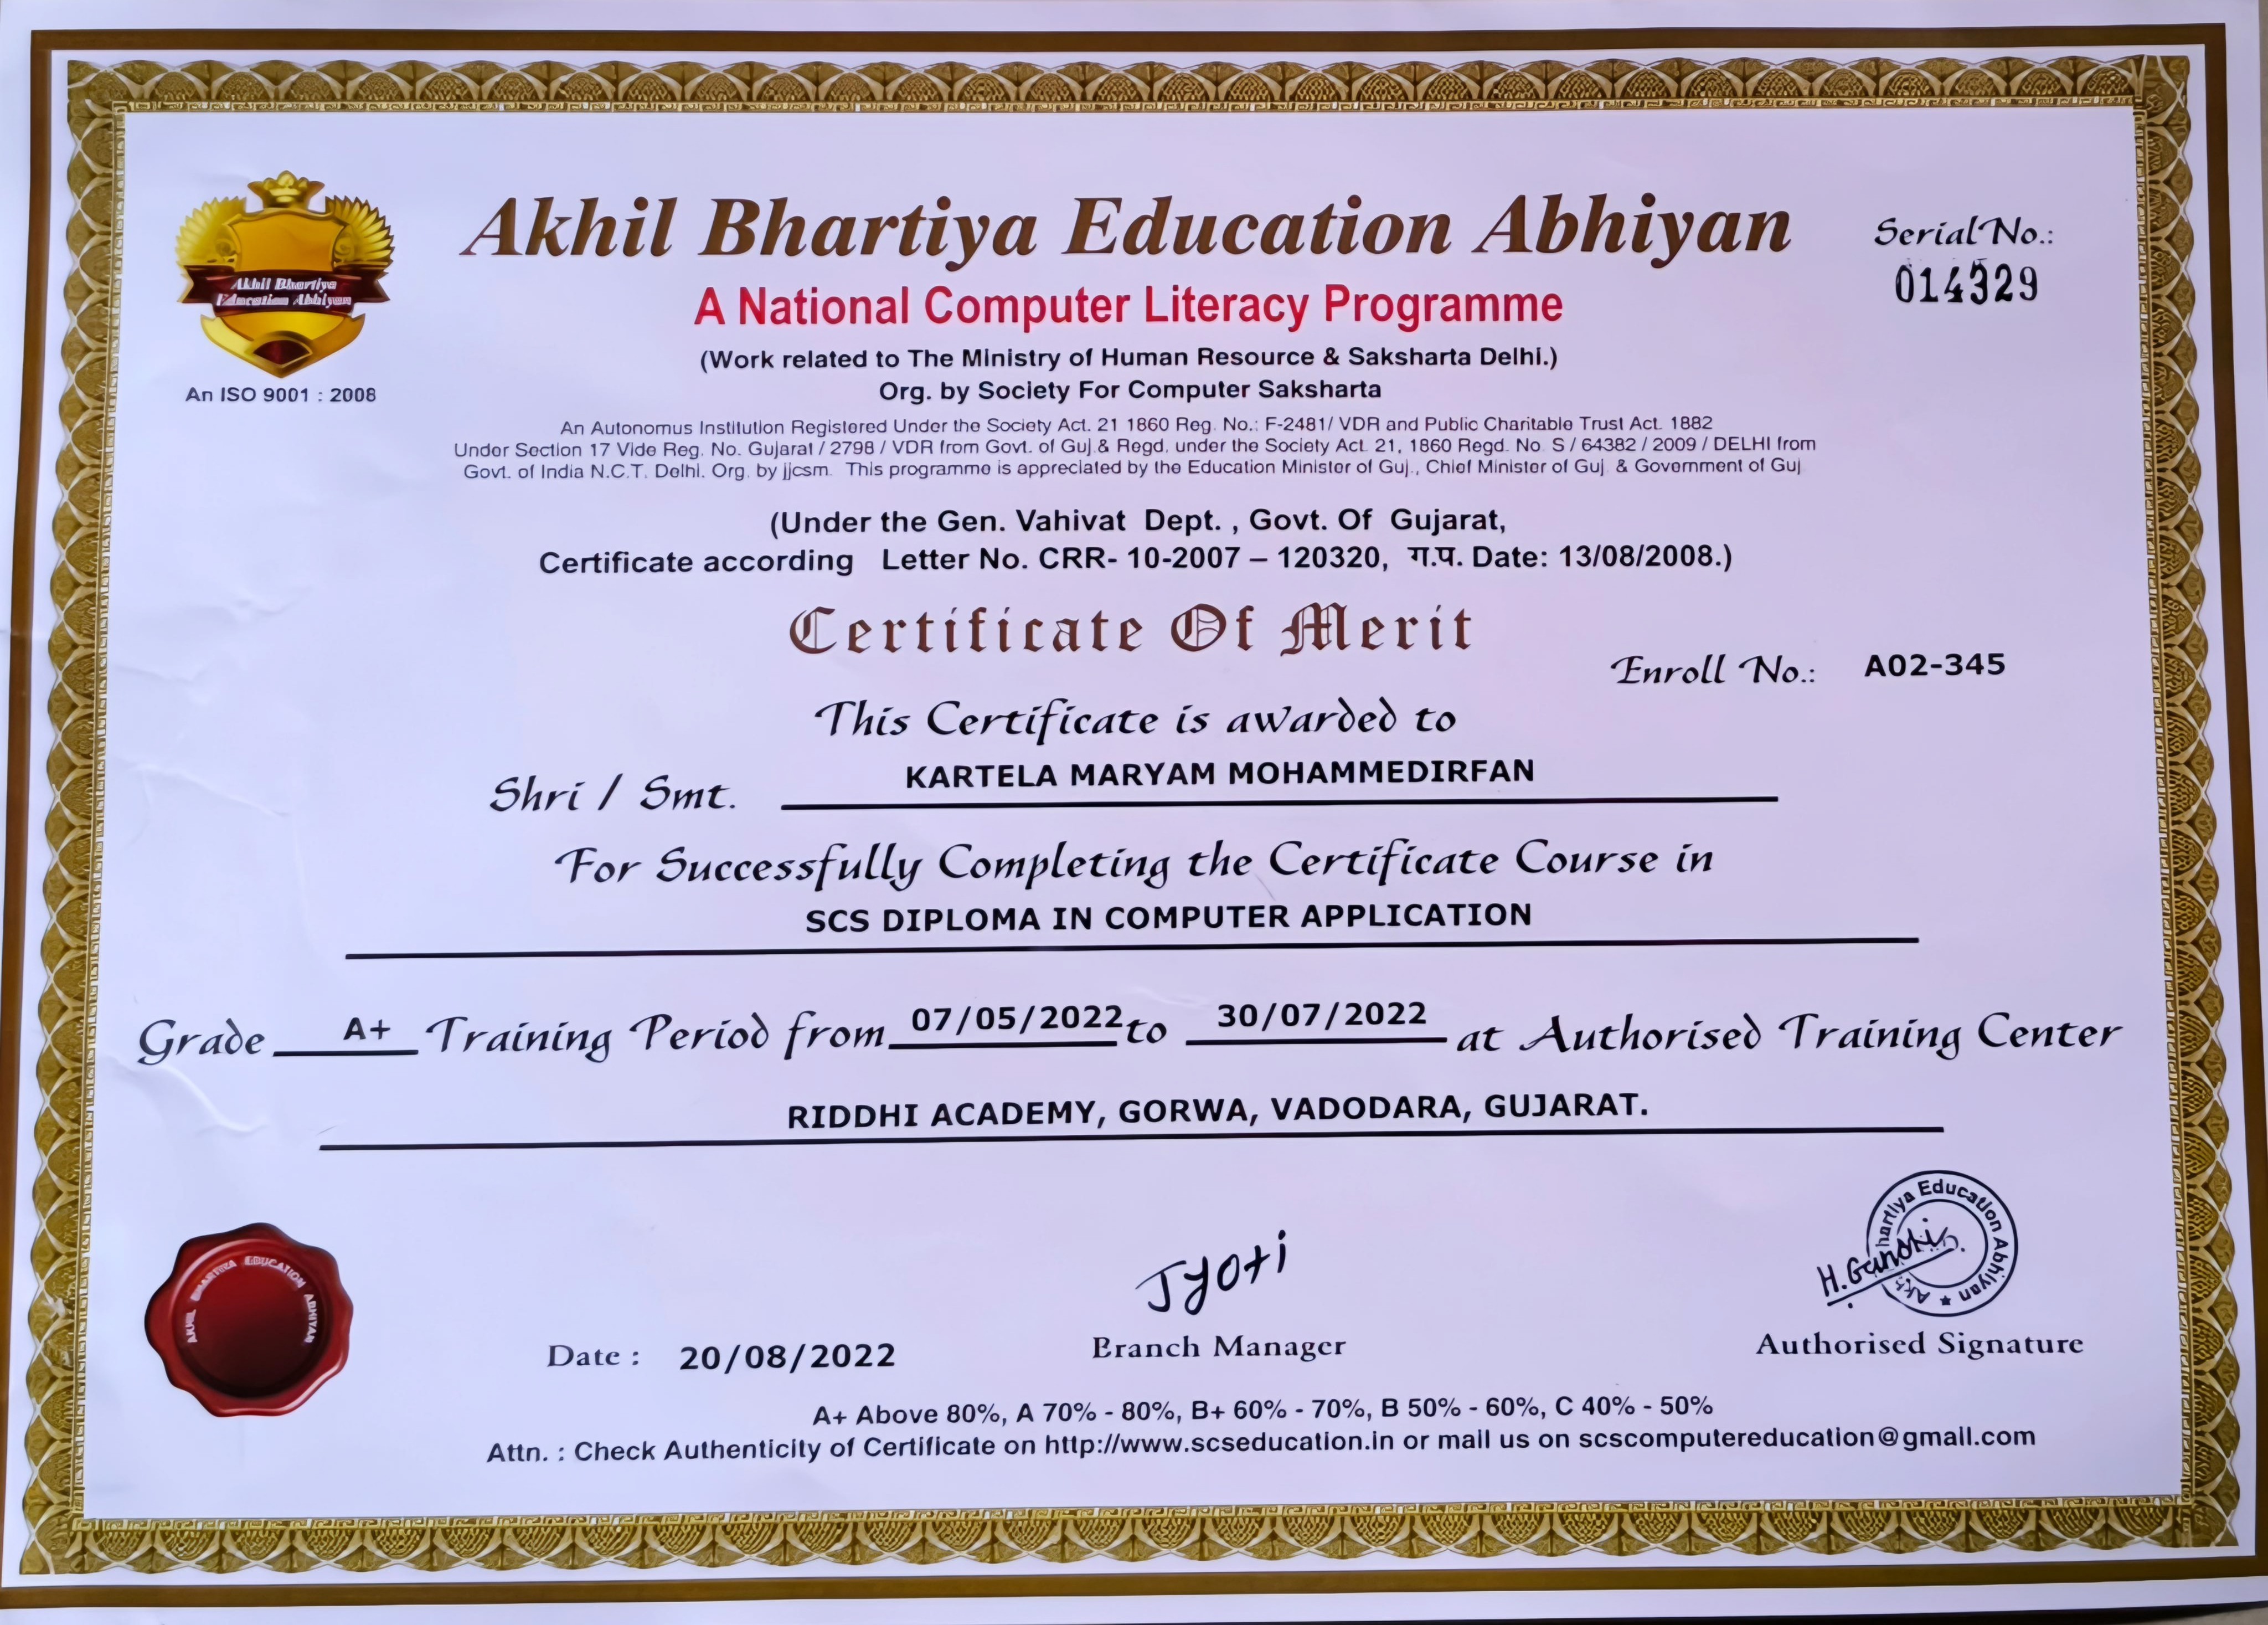 Akhil Bhartiya Education Abhiyan
Serial No.:
014329
A National Computer Literacy Programme
Akhil Bhartiya
Education Abhiyan
(Work related to The Ministry of Human Resource & Saksharta Delhi.)
An ISO 9001 : 2008
Org. by Society For Computer Saksharta
An Autonomus Institution Registered Under the Society Act. 21 1860 Reg. No.: F-2481/ VDR and Public Charitable Trust Act. 1882
Under Section 17 Vide Reg. No. Gujarat / 2798 / VDR from Govt. of Guj.& Regd. under the Society Act. 21, 1860 Regd. No. S / 64382 / 2009 / DELHI from
Govt. of India N.C.T. Delhi. Org. by jjcsm. This programme is appreciated by the Education Minister of Guj., Chief Minister of Guj. & Government of Guj
(Under the Gen. Vahivat Dept. , Govt. Of Gujarat,
Certificate according Letter No. CRR- 10-2007 – 120320, ग.प. Date: 13/08/2008.)
Certificate Of Merit
Enroll No.: A02-345
This Certificate is awarded to
Shri / Smt. KARTELA MARYAM MOHAMMEDIRFAN
For Successfully Completing the Certificate Course in
SCS DIPLOMA IN COMPUTER APPLICATION
Grade A+ Training Period from 07/05/2022 to 30/07/2022 at Authorised Training Center
RIDDHI ACADEMY, GORWA, VADODARA, GUJARAT.
AKHIL BHARTIYA EDUCATION ABHIYAN
Jyoti
H.Gandhi
hartiya Education Abhiyan ★ Akh
Date : 20/08/2022
Branch Manager
Authorised Signature
A+ Above 80%, A 70% - 80%, B+ 60% - 70%, B 50% - 60%, C 40% - 50%
Attn. : Check Authenticity of Certificate on http://www.scseducation.in or mail us on scscomputereducation@gmail.com